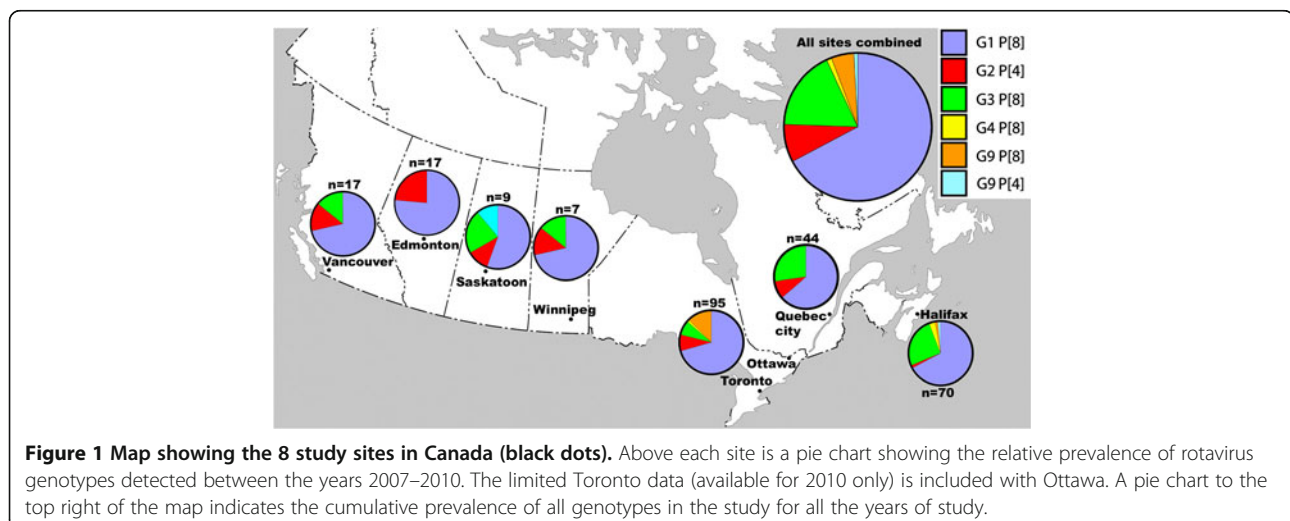 All sites combined
G1 P[8]
G2 P[4]
G3 P[8]
G4 P[8]
G9 P[8]
G9 P[4]
n=17
Vancouver
n=17
Edmonton
n=9
Saskatoon
n=7
Winnipeg
n=95
Toronto
Ottawa
n=44
Quebec
city
Halifax
n=70
Figure 1 Map showing the 8 study sites in Canada (black dots). Above each site is a pie chart showing the relative prevalence of rotavirus
genotypes detected between the years 2007–2010. The limited Toronto data (available for 2010 only) is included with Ottawa. A pie chart to the
top right of the map indicates the cumulative prevalence of all genotypes in the study for all the years of study.